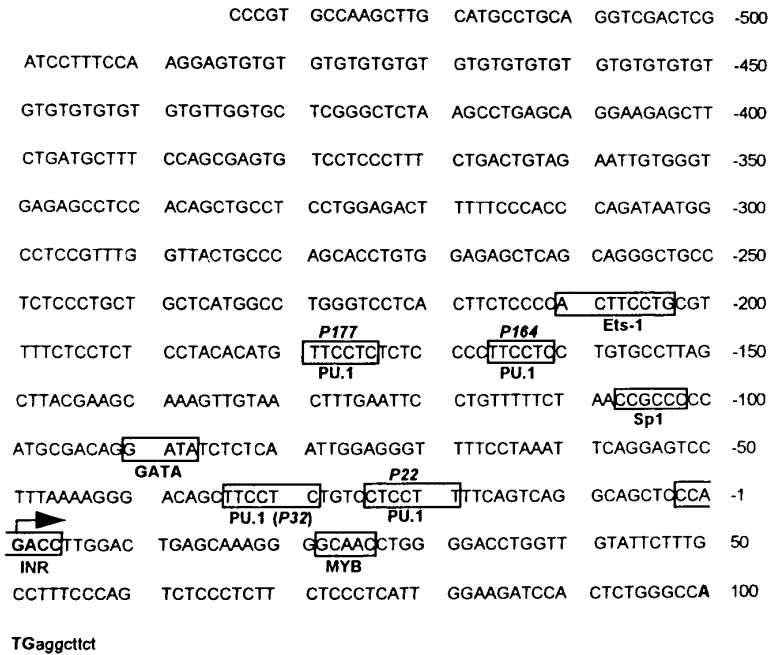 CCCGT GCCAAGCTTG CATGCCTGCA GGTCGACTCG -500
ATCCTTTCCA AGGAGTGTGT GTGTGTGTGT GTGTGTGTGT GTGTGTGTGT -450
GTGTGTGTGT GTGTTGGTGC TCGGGCTCTA AGCCTGAGCA GGAAGAGCTT -400
CTGATGCTTT CCAGCGAGTG TCCTCCCTTT CTGACTGTAG AATTGTGGGT -350
GAGAGCCTCC ACAGCTGCCT CCTGGAGACT TTTTCCCACC CAGATAATGG -300
CCTCCGTTTG GTTACTGCCC AGCACCTGTG GAGAGCTCAG CAGGGCTGCC -250
TCTCCCTGCT GCTCATGGCC TGGGTCCTCA CTTCTCCCCA CTTCCTGCGT -200
Ets-1
P177 P164
TTTCTCCTCT CCTACACATG TTCCTCTCTC CCCTTCCTCC TGTGCCTTAG -150
PU.1 PU.1
CTTACGAAGC AAAGTTGTAA CTTTGAATTC CTGTTTTTCT AACCGCCCCC -100
Sp1
ATGCGACAGG ATATCTCTCA ATTGGAGGGT TTTCCTAAAT TCAGGAGTCC -50
GATA P22
TTTAAAAGGG ACAGCTTCCT CTGTCCTCCT TTTCAGTCAG GCAGCTCCCA -1
PU.1 (P32) PU.1
GACCTTGGAC TGAGCAAAGG GGCAACCTGG GGACCTGGTT GTATTCTTTG 50
INR MYB
CCTTTCCCAG TCTCCCTCTT CTCCCTCATT GGAAGATCCA CTCTGGGCCA 100
TGaggcttct